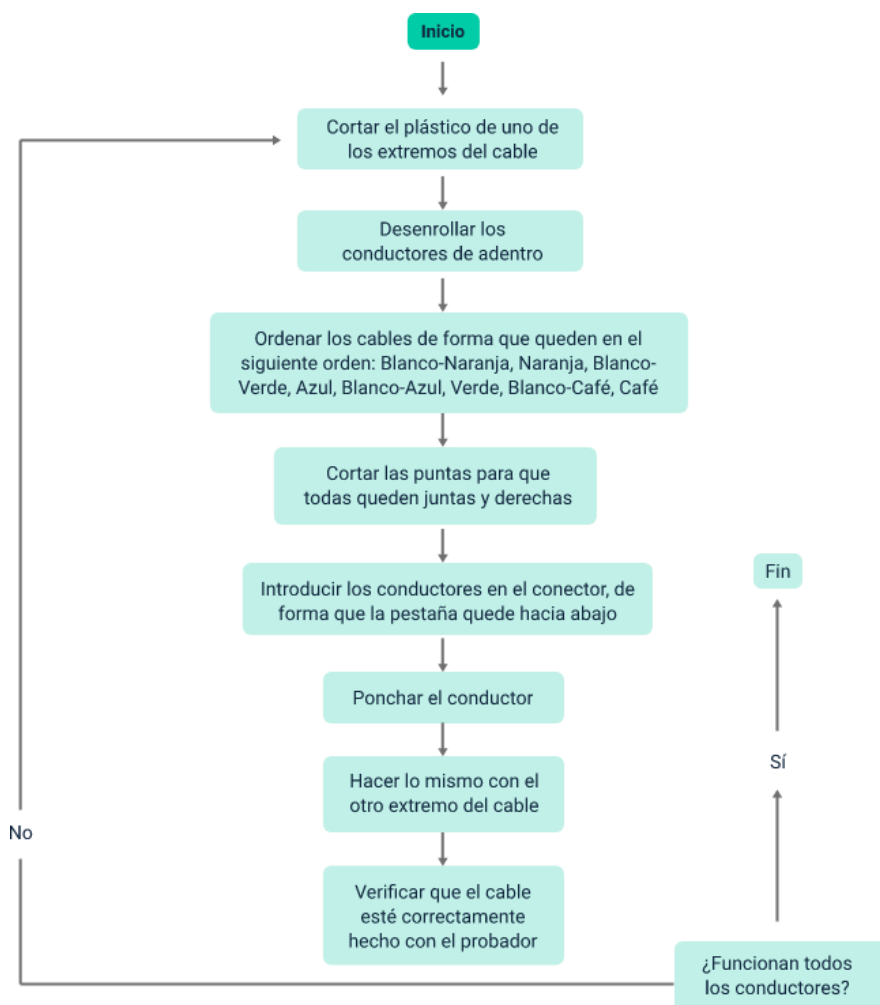 Inicio
Cortar el plástico de uno de
los extremos del cable
Desenrollar los
conductores de adentro
Ordenar los cables de forma que queden en el
siguiente orden: Blanco-Naranja, Naranja, Blanco-
Verde, Azul, Blanco-Azul, Verde, Blanco-Café, Café
Cortar las puntas para que
todas queden juntas y derechas
Introducir los conductores en el conector, de
forma que la pestaña quede hacia abajo
Ponchar el conductor
Hacer lo mismo con el
otro extremo del cable
Verificar que el cable
esté correctamente
hecho con el probador
¿Funcionan todos
los conductores?
No
Sí
Fin